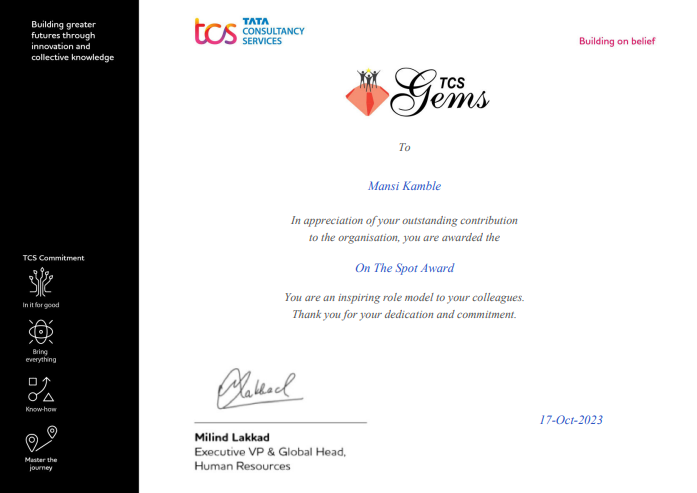 Building greater
futures through
innovation and
collective knowledge
TCS Commitment
In it for good
Bring
everything
Know-how
Master the
journey
tcs TATA
CONSULTANCY
SERVICES
Building on belief
TCS
Gems
To
Mansi Kamble
In appreciation of your outstanding contribution
to the organisation, you are awarded the
On The Spot Award
You are an inspiring role model to your colleagues.
Thank you for your dedication and commitment.
Milind Lakkad
Executive VP & Global Head,
Human Resources
17-Oct-2023